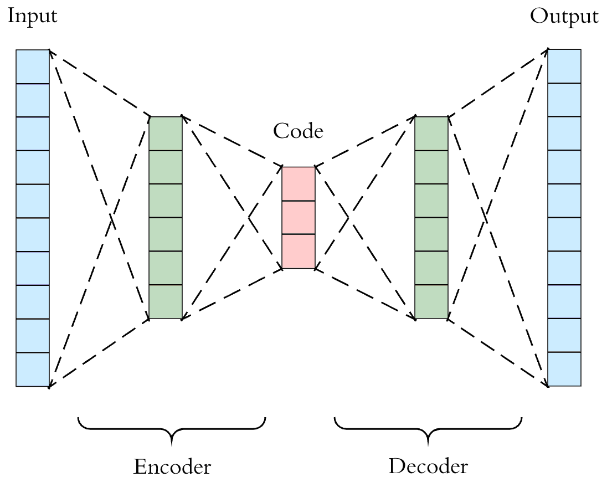 Input
Output
Code
Encoder
Decoder